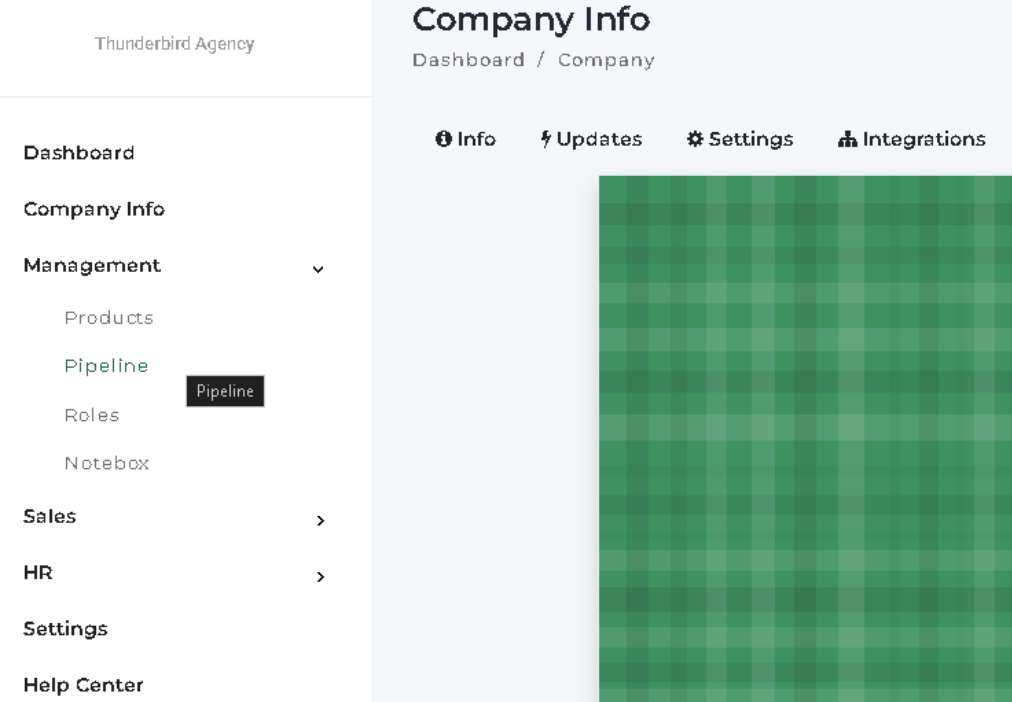 Thunderbird Agency
Dashboard
Company Info
Management
Products
Pipeline
Pipeline
Roles
Notebox
Sales
HR
Settings
Help Center
Company Info
Dashboard / Company
Info Updates Settings Integrations